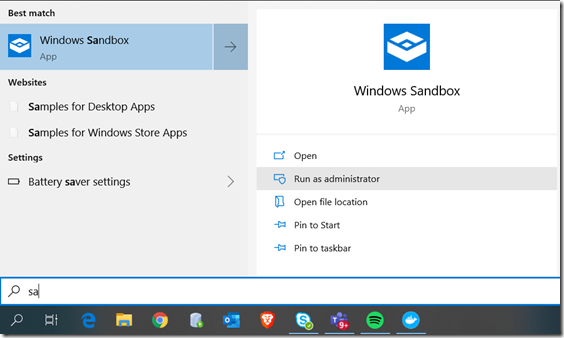 Best match
Windows Sandbox
App
Websites
Samples for Desktop Apps
Samples for Windows Store Apps
Settings
Battery saver settings
Windows Sandbox
App
Open
Run as administrator
Open file location
Pin to Start
Pin to taskbar
sa
9+